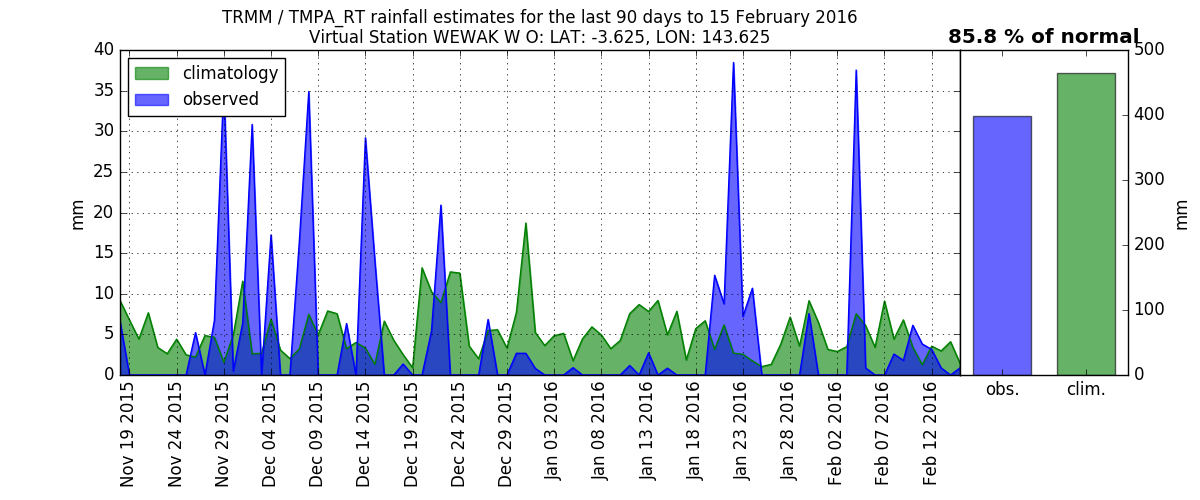 TRMM / TMPA_RT rainfall estimates for the last 90 days to 15 February 2016
Virtual Station WEWAK W O: LAT: -3.625, LON: 143.625
85.8 % of normal
climatology
observed
mm
40
35
30
25
20
15
10
5
0
Nov 19 2015
Nov 24 2015
Nov 29 2015
Dec 04 2015
Dec 09 2015
Dec 14 2015
Dec 19 2015
Dec 24 2015
Dec 29 2015
Jan 03 2016
Jan 08 2016
Jan 13 2016
Jan 18 2016
Jan 23 2016
Jan 28 2016
Feb 02 2016
Feb 07 2016
Feb 12 2016
obs.
clim.
500
400
300
200
100
0
mm